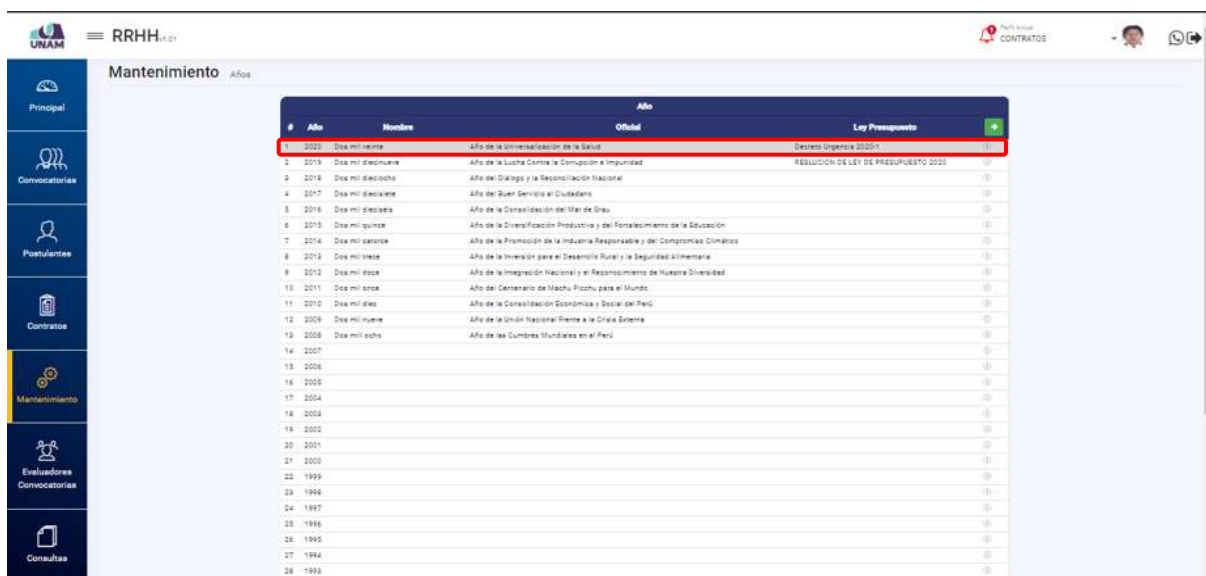 UNAM
RRHH v1.01
Perfil Actual
CONTRATOS
Principal
Convocatorias
Postulantes
Contratos
Mantenimiento
Evaluadores
Convocatorias
Consultas
Mantenimiento Años
Año
# Año Nombre Oficial Ley Presupuesto
1 2020 Dos mil veinte Año de la Universalización de la Salud Decreto Urgencia 2020-1
2 2019 Dos mil diecinueve Año de la Lucha Contra la Corrupción e Impunidad RESLUCION DE LEY DE PRESUPUESTO 2020
3 2018 Dos mil dieciocho Año del Diálogo y la Reconciliación Nacional
4 2017 Dos mil diecisiete Año del Buen Servicio al Ciudadano
5 2016 Dos mil dieciseis Año de la Consolidación del Mar de Grau
6 2015 Dos mil quince Año de la Diversificación Productiva y del Fortalecimiento de la Educación
7 2014 Dos mil catorce Año de la Promoción de la Industria Responsable y del Compromiso Climático
8 2013 Dos mil trece Año de la Inversión para el Desarrollo Rural y la Seguridad Alimentaria
9 2012 Dos mil doce Año de la Integración Nacional y el Reconocimiento de Nuestra Diversidad
10 2011 Dos mil once Año del Centenario de Machu Picchu para el Mundo
11 2010 Dos mil diez Año de la Consolidación Económica y Social del Perú
12 2009 Dos mil nueve Año de la Unión Nacional Frente a la Crisis Externa
13 2008 Dos mil ocho Año de las Cumbres Mundiales en el Perú
14 2007
15 2006
16 2005
17 2004
18 2003
19 2002
20 2001
21 2000
22 1999
23 1998
24 1997
25 1996
26 1995
27 1994
28 1993